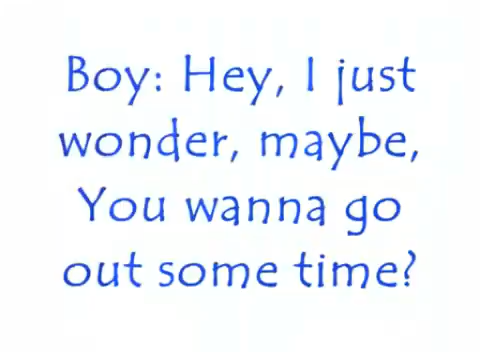 Boy: Hey, I just
wonder, maybe,
You wanna go
out some time?